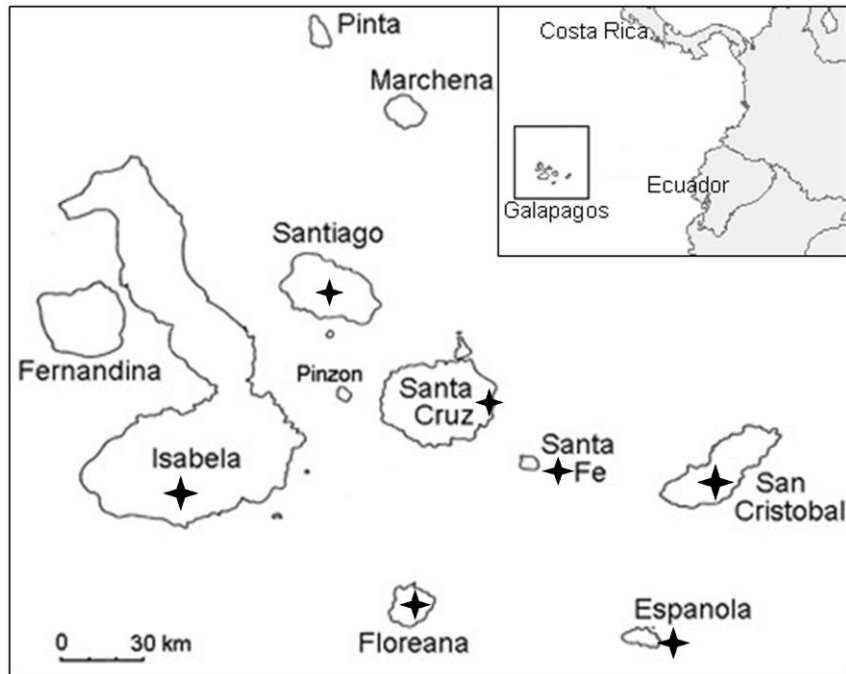 Pinta
Costa Rica
Marchena
Ecuador
Galapagos
Santiago
Fernandina
Pinzon
Santa
Cruz
Isabela
Santa
Fe
San
Cristobal
Espanola
Floreana
0 30 km